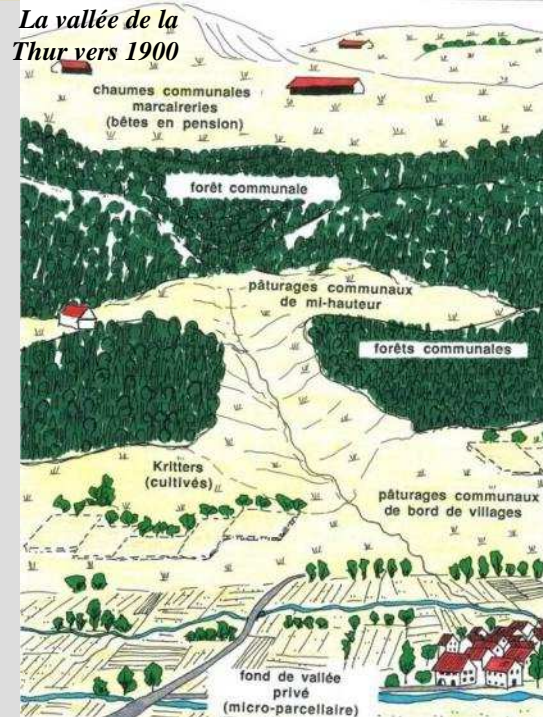 La vallée de la
Thur vers 1900
chaumes communales
marcaireries
(bêtes en pension)
forêt communale
pâturages communaux
de mi-hauteur
forêts communales
Kritters
(cultivés)
pâturages communaux
de bord de villages
fond de vallée
privé
(micro-parcellaire)